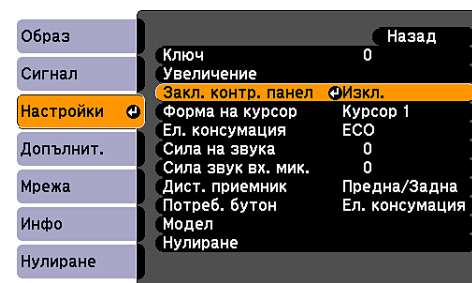 Образ
Сигнал
Настройки
Допълнит.
Мрежа
Инфо
Нулиране
Назад
Ключ 0
Увеличение
Закл. контр. панел Изкл.
Форма на курсор Курсор 1
Ел. консумация ECO
Сила на звука 0
Сила звук вх. мик. 0
Дист. приемник Предна/Задна
Потреб. бутон Ел. консумация
Модел
Нулиране